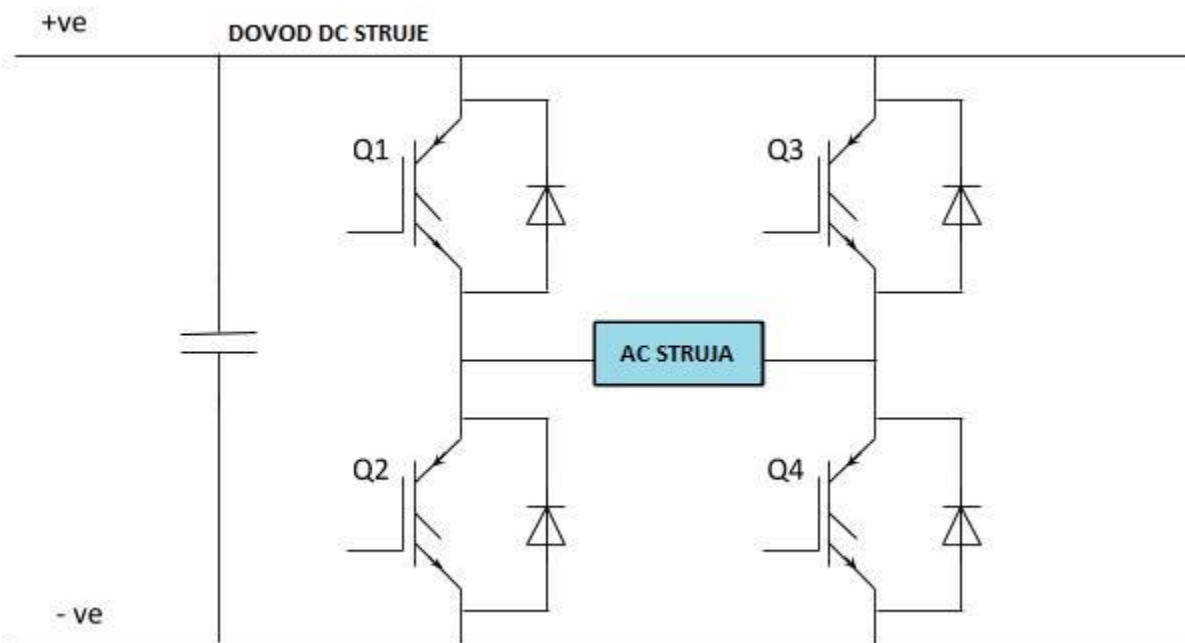 +ve
DOVOD DC STRUJE
Q1
Q3
AC STRUJA
Q2
Q4
- ve